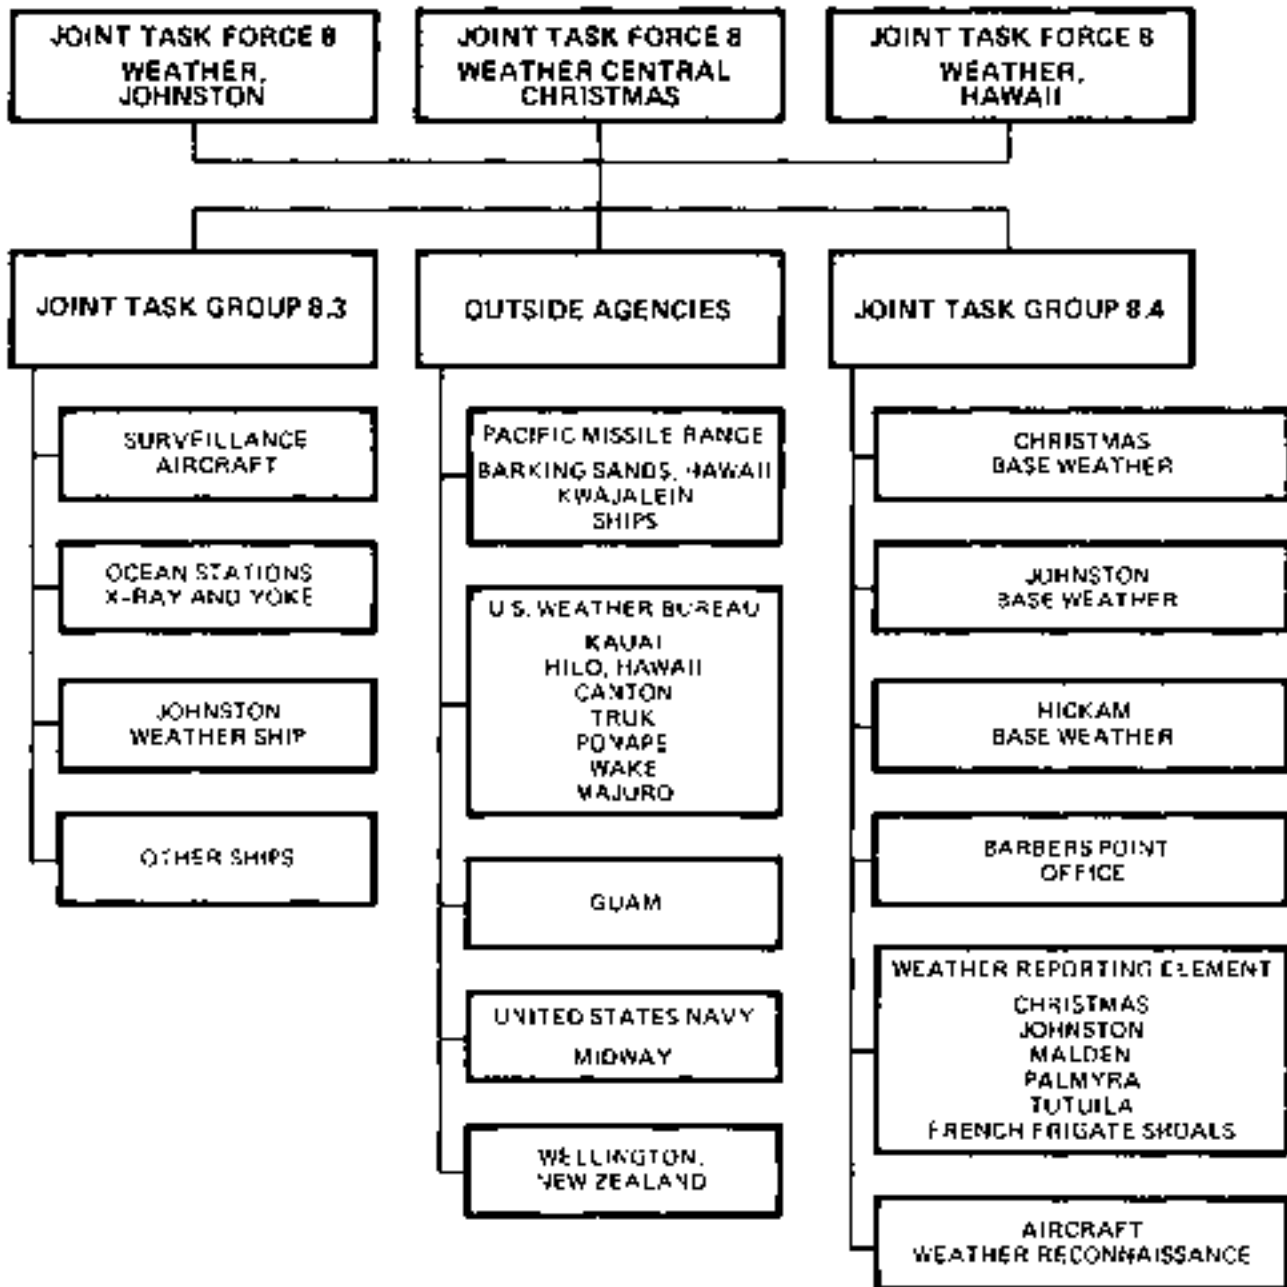 JOINT TASK FORCE 8
WEATHER,
JOHNSTON
JOINT TASK FORCE 8
WEATHER CENTRAL
CHRISTMAS
JOINT TASK FORCE 8
WEATHER,
HAWAII
JOINT TASK GROUP 8.3
SURVEILLANCE
AIRCRAFT
OCEAN STATIONS
X-RAY AND YOKE
JOHNSTON
WEATHER SHIP
OTHER SHIPS
OUTSIDE AGENCIES
PACIFIC MISSILE RANGE
BARKING SANDS, HAWAII
KWAJALEIN
SHIPS
U.S. WEATHER BUREAU
KAUAI
HILO, HAWAII
CANTON
TRUK
PONAPE
WAKE
MAJURO
GUAM
UNITED STATES NAVY
MIDWAY
WELLINGTON,
NEW ZEALAND
JOINT TASK GROUP 8.4
CHRISTMAS
BASE WEATHER
JOHNSTON
BASE WEATHER
HICKAM
BASE WEATHER
BARBERS POINT
OFFICE
WEATHER REPORTING ELEMENT
CHRISTMAS
JOHNSTON
MALDEN
PALMYRA
TUTUILA
FRENCH FRIGATE SHOALS
AIRCRAFT
WEATHER RECONNAISSANCE